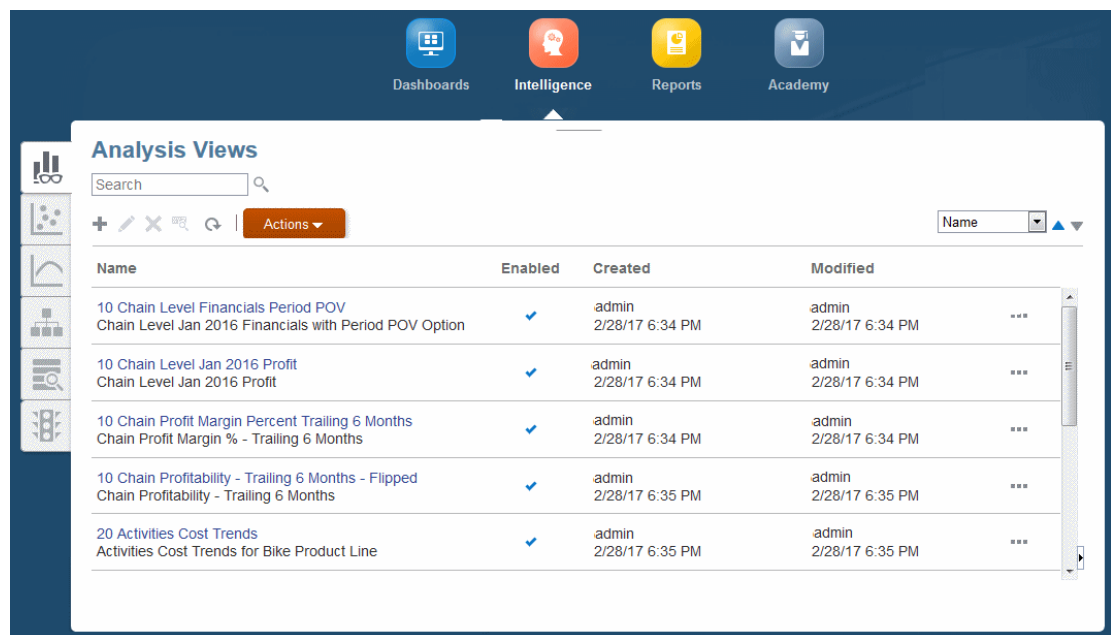 Dashboards Intelligence Reports Academy
Analysis Views
Search
Actions Name
Name Enabled Created Modified
10 Chain Level Financials Period POV admin admin
Chain Level Jan 2016 Financials with Period POV Option 2/28/17 6:34 PM 2/28/17 6:34 PM
10 Chain Level Jan 2016 Profit admin admin
Chain Level Jan 2016 Profit 2/28/17 6:34 PM 2/28/17 6:34 PM
10 Chain Profit Margin Percent Trailing 6 Months admin admin
Chain Profit Margin % - Trailing 6 Months 2/28/17 6:34 PM 2/28/17 6:34 PM
10 Chain Profitability - Trailing 6 Months - Flipped admin admin
Chain Profitability - Trailing 6 Months 2/28/17 6:35 PM 2/28/17 6:35 PM
20 Activities Cost Trends admin admin
Activities Cost Trends for Bike Product Line 2/28/17 6:35 PM 2/28/17 6:35 PM